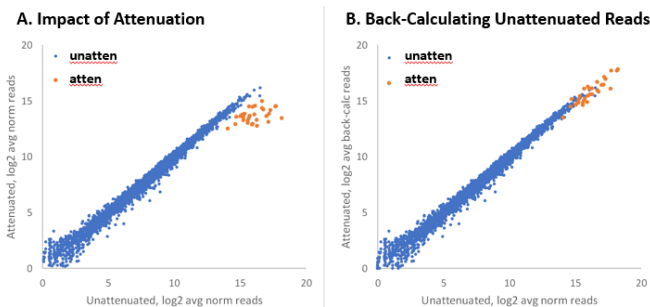 A. Impact of Attenuation
20
15
10
5
0
0
5
10
15
20
unatten
atten
Attenuated, log2 avg norm reads
Unattenuated, log2 avg norm reads
B. Back-Calculating Unattenuated Reads
20
15
10
5
0
0
5
10
15
20
unatten
atten
Attenuated, log2 avg back-calc reads
Unattenuated, log2 avg norm reads